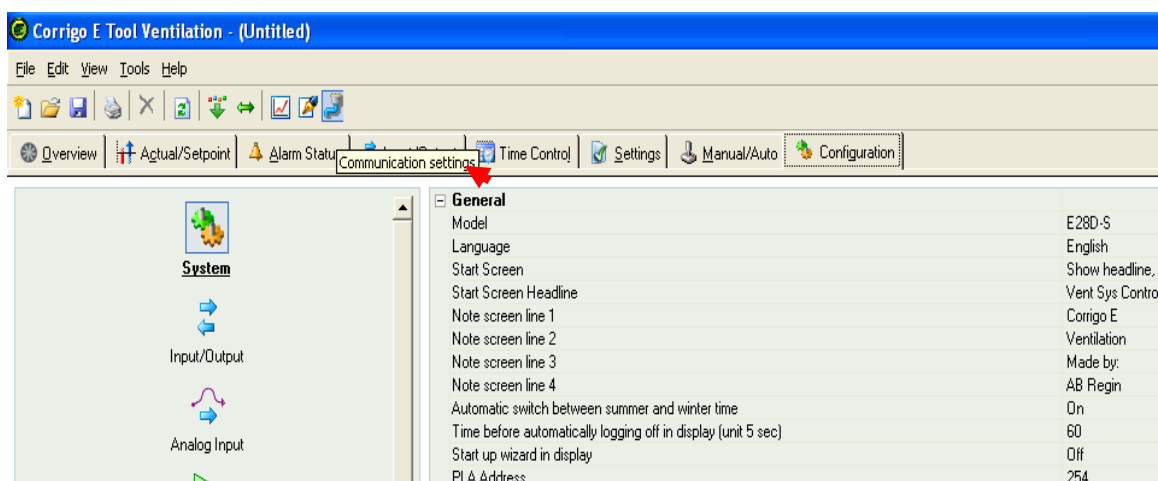 Corrigo E Tool Ventilation - (Untitled)
File Edit View Tools Help
Overview Actual/Setpoint Alarm Status Time Control Settings Manual/Auto Configuration
Communication settings
General
Model E28D-S
Language English
Start Screen Show headline,
Start Screen Headline Vent Sys Contro
Note screen line 1 Corrigo E
Note screen line 2 Ventilation
Note screen line 3 Made by:
Note screen line 4 AB Regin
Automatic switch between summer and winter time On
Time before automatically logging off in display (unit 5 sec) 60
Start up wizard in display Off
PLA Address 254
System
Input/Output
Analog Input